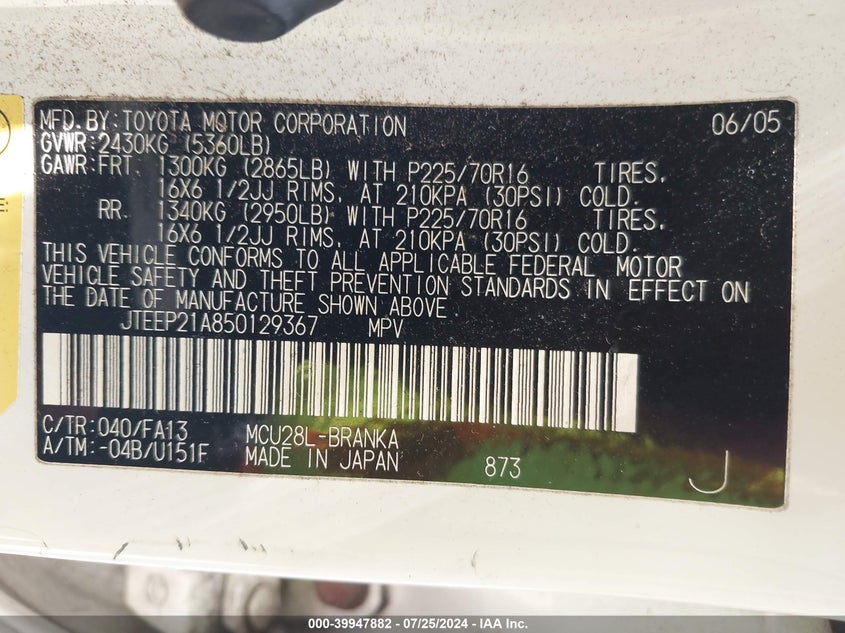 MFD.BY:TOYOTA MOTOR CORPORATION 06/05
GVWR:2430KG (5360LB)
GAWR:FRT. 1300KG (2865LB) WITH P225/70R16 TIRES,
16X6 1/2JJ RIMS, AT 210KPA (30PSI) COLD.
RR. 1340KG (2950LB) WITH P225/70R16 TIRES,
16X6 1/2JJ RIMS, AT 210KPA (30PSI) COLD.
THIS VEHICLE CONFORMS TO ALL APPLICABLE FEDERAL MOTOR
VEHICLE SAFETY AND THEFT PREVENTION STANDARDS IN EFFECT ON
THE DATE OF MANUFACTURE SHOWN ABOVE.
JTEEP21A850129367 MPV
C/TR:040/FA13 MCU28L-BRANKA
A/TM:-04B/U151F MADE IN JAPAN 873 J
000-39947882 - 07/25/2024 - IAA Inc.